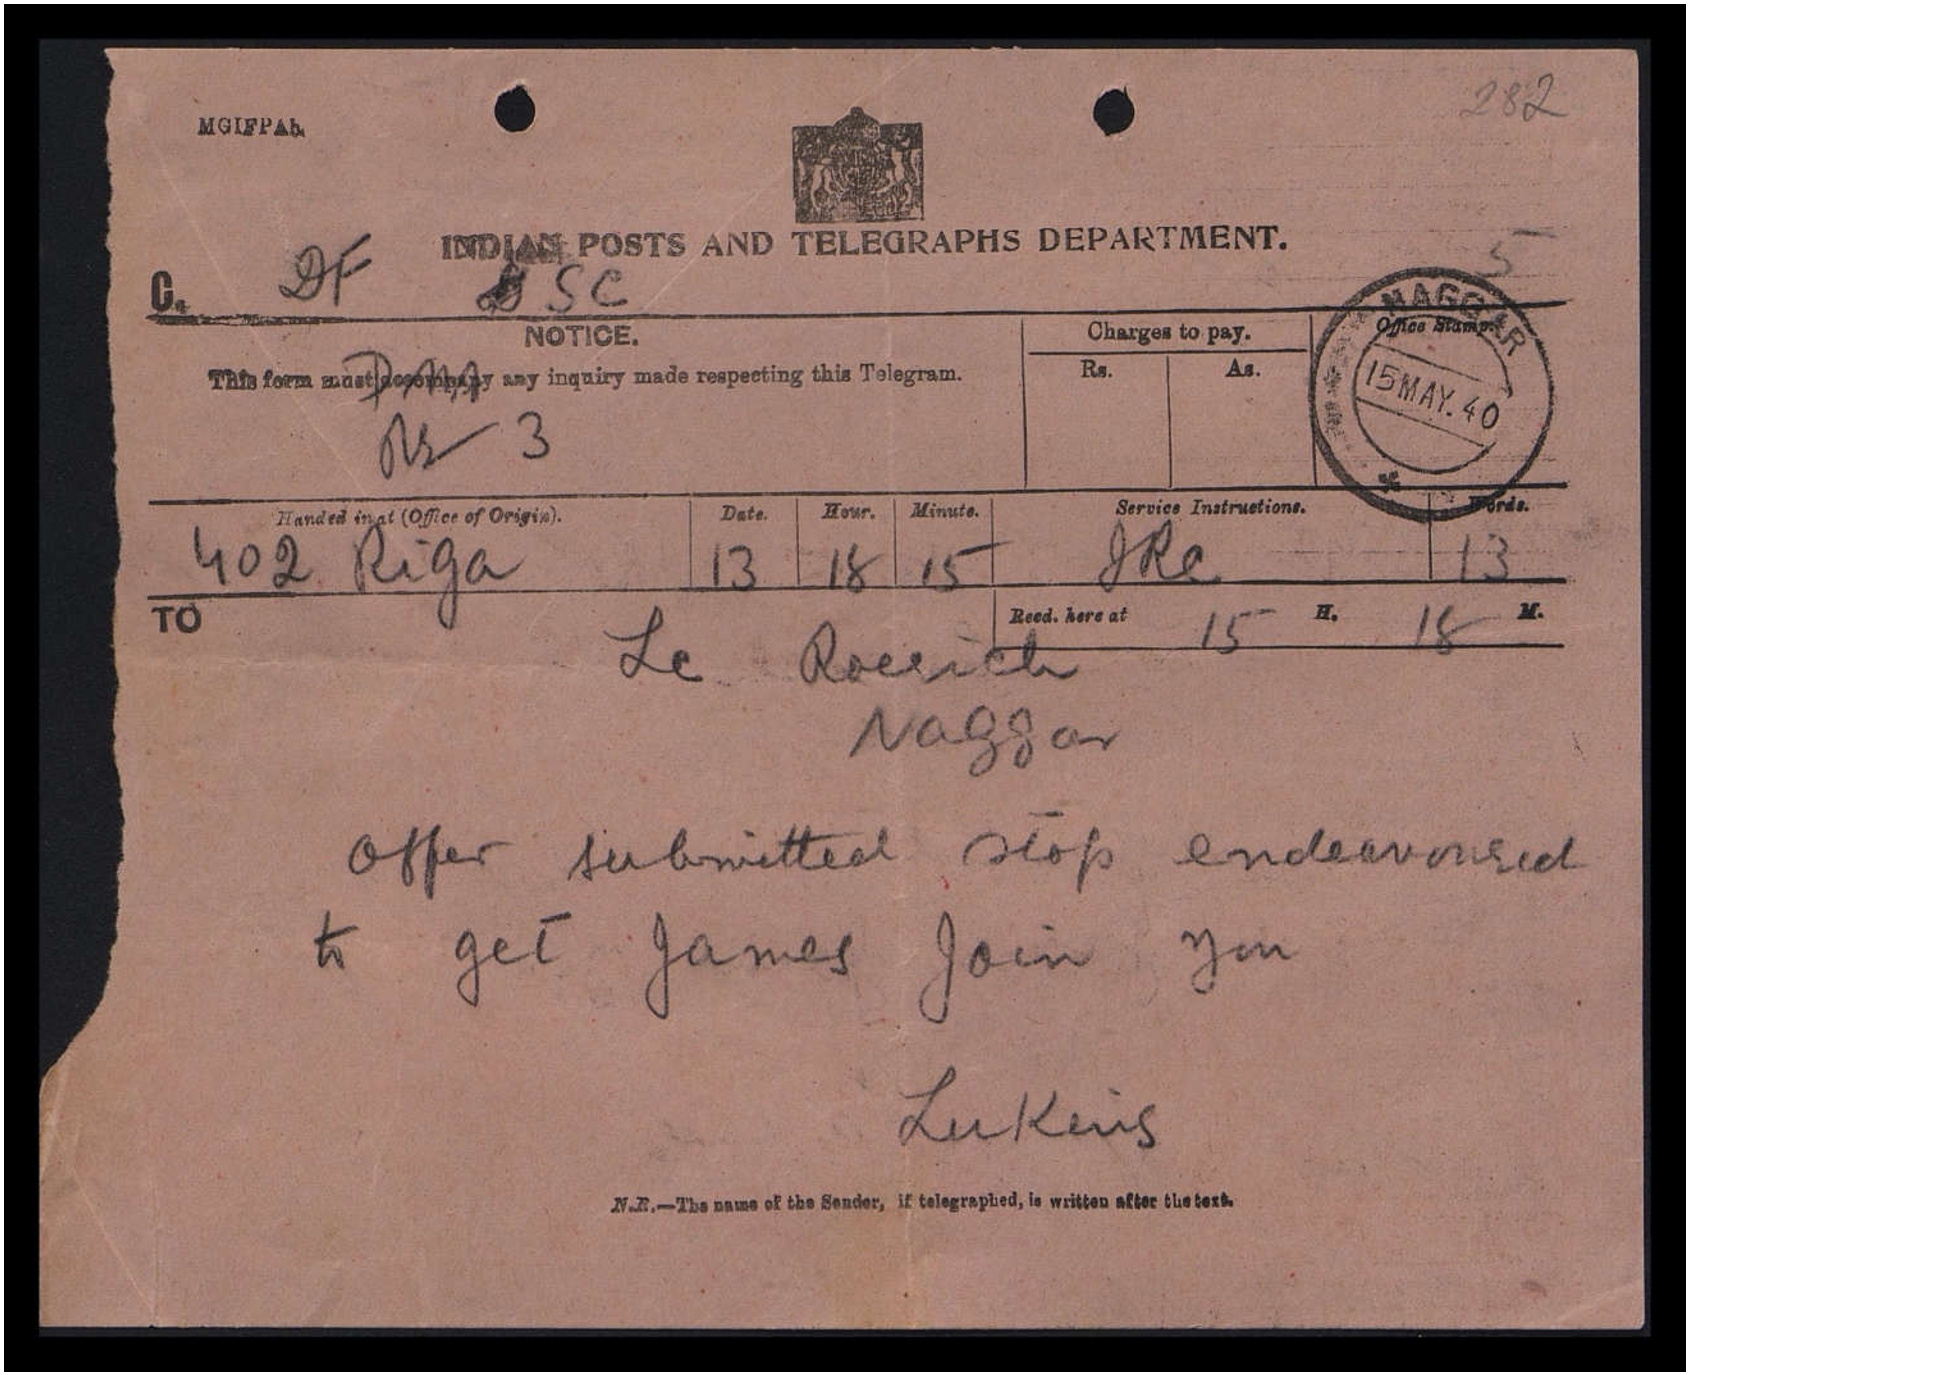 282
MGIFPAh.
INDIAN POSTS AND TELEGRAPHS DEPARTMENT.
5
C. DF SC
NOTICE.
This form must accompany any inquiry made respecting this Telegram.
Charges to pay.
Rs. As.
Office Stamp.
NAGGAR
15 MAY. 40
3
Handed in at (Office of Origin). Date. Hour. Minute. Service Instructions. Words.
402 Riga 13 18 15 13
TO
Recd. here at 15 H. 18 M.
Lc Roerich
Naggar
Offer submitted stop endeavoured
to get James Join you
Lukins
N.B.—The name of the Sender, if telegraphed, is written after the text.